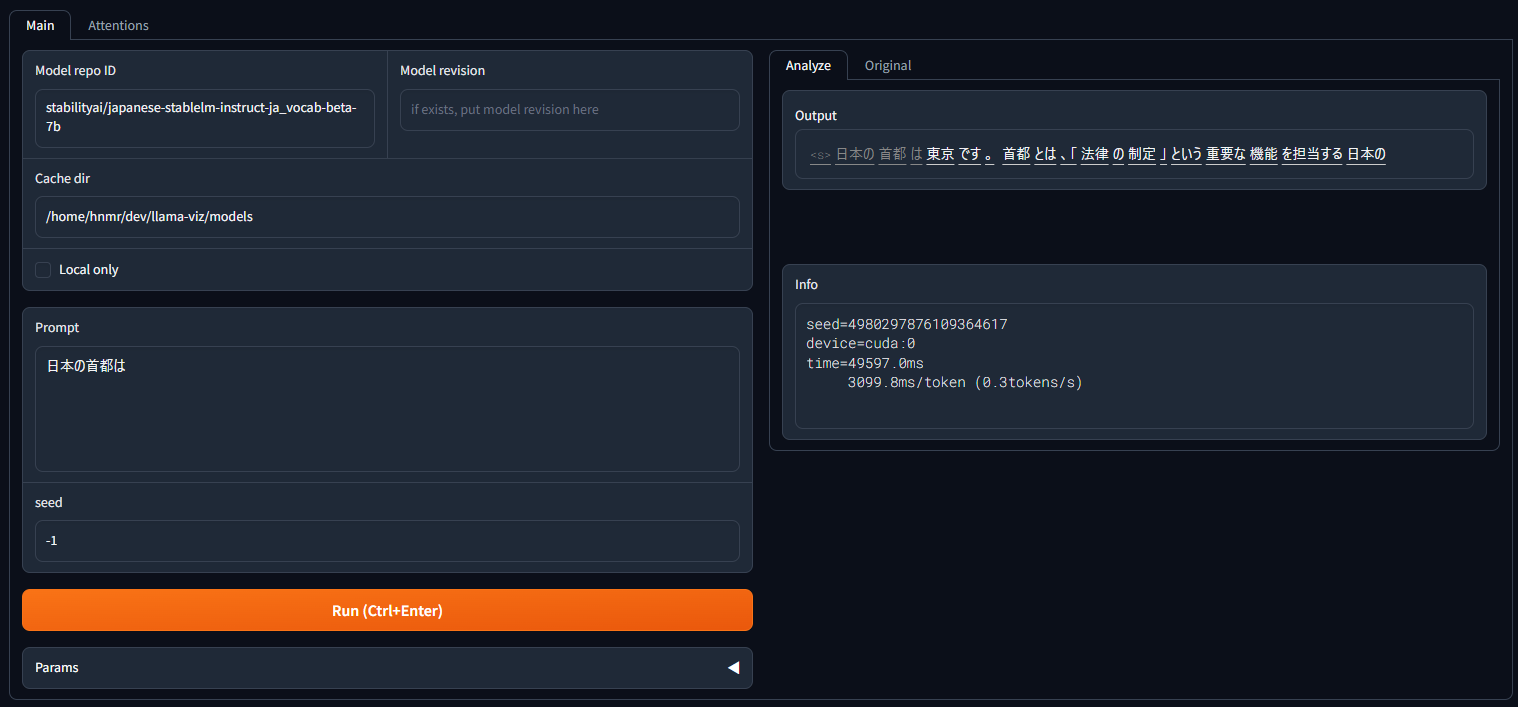 Main
Attentions
Model repo ID
stabilityai/japanese-stablelm-instruct-ja_vocab-beta-
7b
Model revision
if exists, put model revision here
Cache dir
/home/hnmr/dev/llama-viz/models
Local only
Prompt
日本の首都は
seed
-1
Run (Ctrl+Enter)
Params
Analyze
Original
Output
<s> 日本の 首都 は 東京 です 。 首都 とは 、「 法律 の 制定 」 という 重要な 機能 を担当する 日本の
Info
seed=4980297876109364617
device=cuda:0
time=49597.0ms
3099.8ms/token (0.3tokens/s)